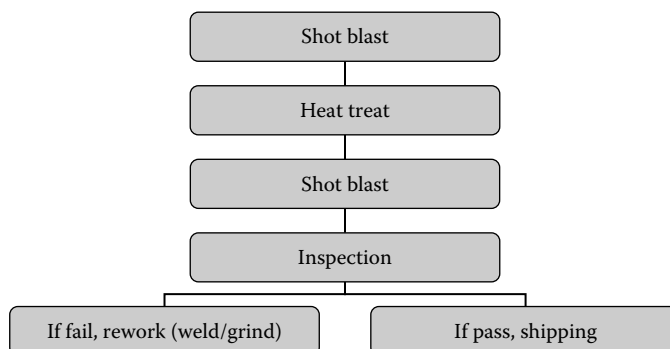 Shot blast
Heat treat
Shot blast
Inspection
If fail, rework (weld/grind)
If pass, shipping